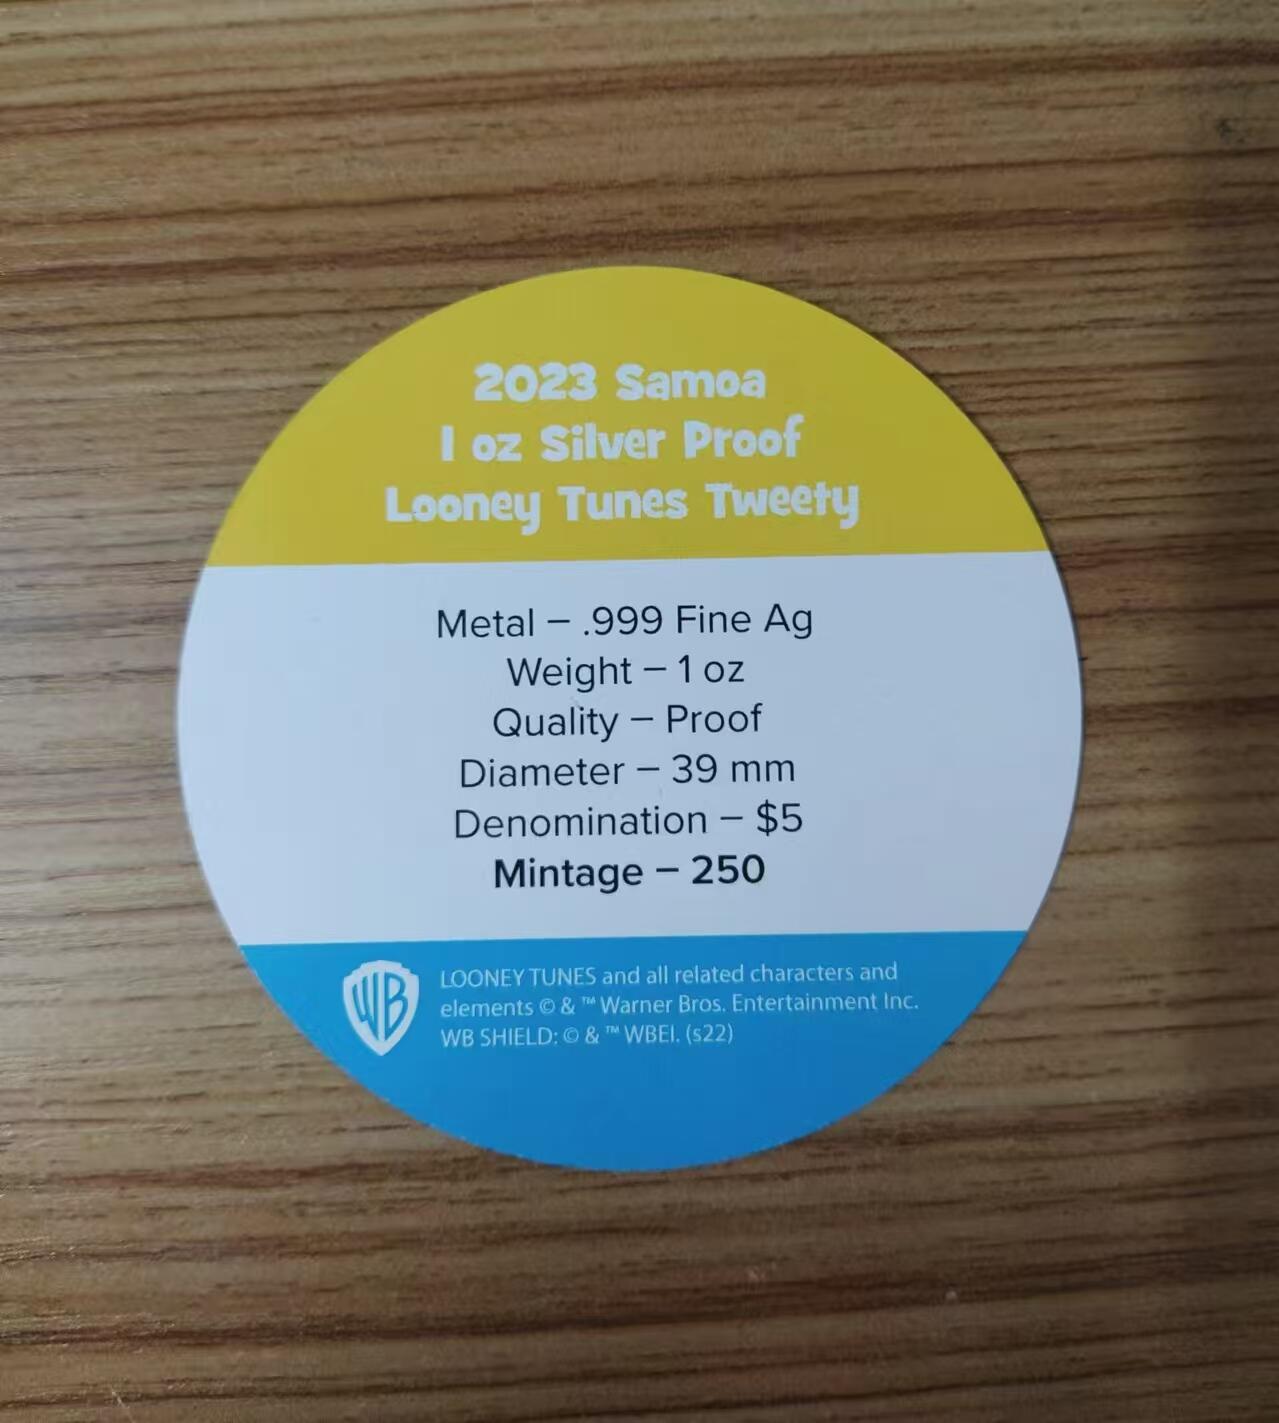 2023 Samoa
1 oz Silver Proof
Looney Tunes Tweety
Metal – .999 Fine Ag
Weight – 1 oz
Quality – Proof
Diameter – 39 mm
Denomination – $5
Mintage – 250
WB
LOONEY TUNES and all related characters and
elements © & ™ Warner Bros. Entertainment Inc.
WB SHIELD: © & ™ WBEI. (s22)